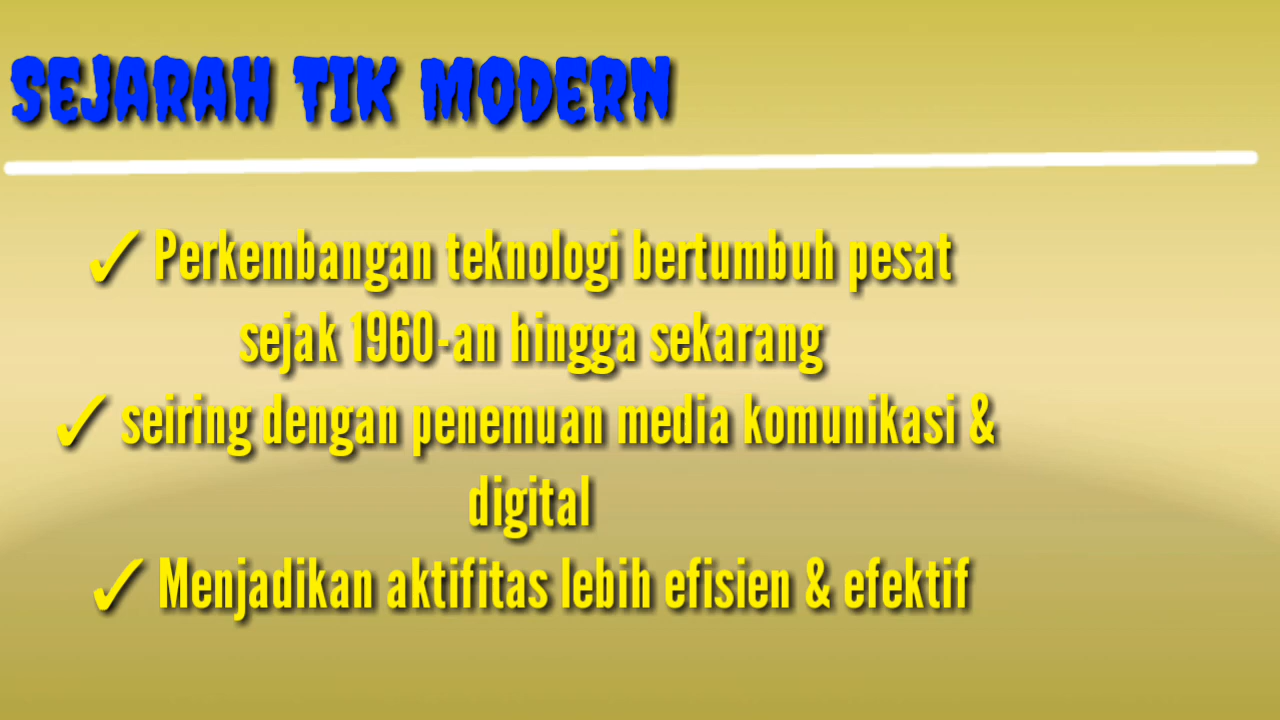 SEJARAH TIK MODERN
✓ Perkembangan teknologi bertumbuh pesat
sejak 1960-an hingga sekarang
✓ seiring dengan penemuan media komunikasi &
digital
✓ Menjadikan aktifitas lebih efisien & efektif